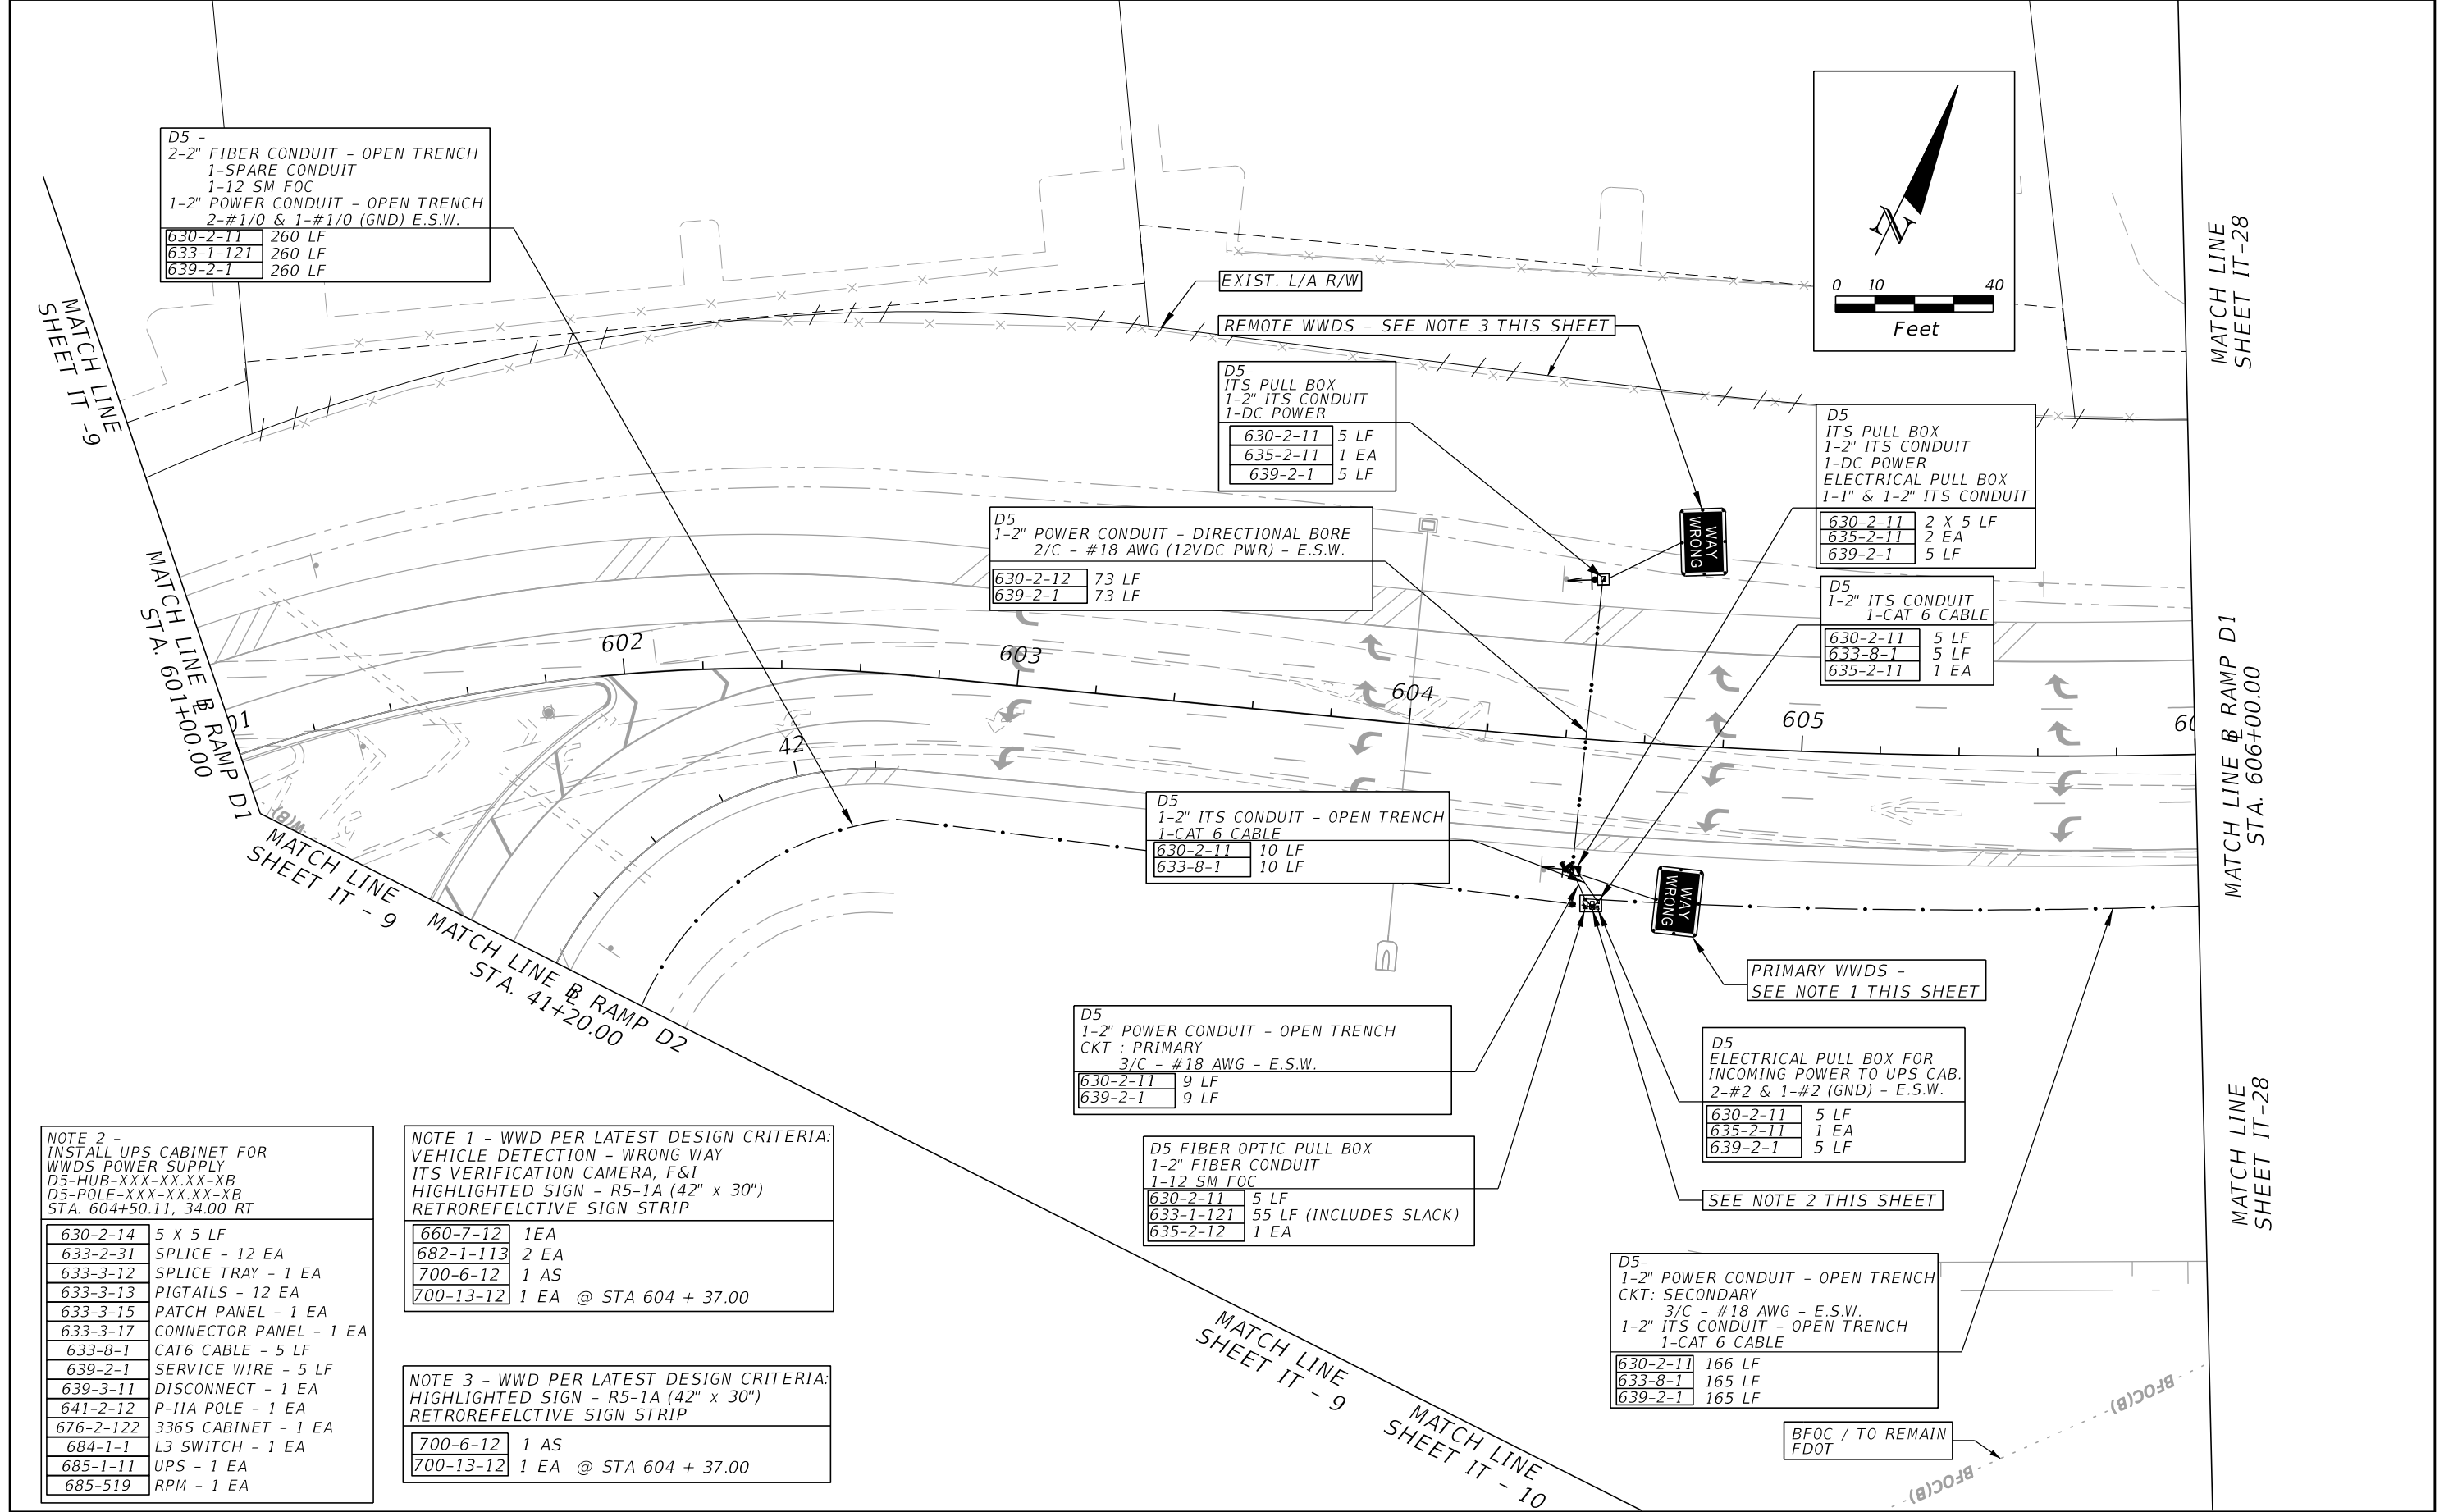 D5 -
2-2" FIBER CONDUIT - OPEN TRENCH
1-SPARE CONDUIT
1-12 SM FOC
1-2" POWER CONDUIT - OPEN TRENCH
2-#1/0 & 1-#1/0 (GND) E.S.W.
630-2-11 260 LF
633-1-121 260 LF
639-2-1 260 LF
MATCH LINE
SHEET IT -9
EXIST. L/A R/W
REMOTE WWDS - SEE NOTE 3 THIS SHEET
0 10 40
Feet
N
MATCH LINE
SHEET IT-28
D5-
ITS PULL BOX
1-2" ITS CONDUIT
1-DC POWER
630-2-11 5 LF
635-2-11 1 EA
639-2-1 5 LF
D5
ITS PULL BOX
1-2" ITS CONDUIT
1-DC POWER
ELECTRICAL PULL BOX
1-1" & 1-2" ITS CONDUIT
630-2-11 2 X 5 LF
635-2-11 2 EA
639-2-1 5 LF
D5
1-2" POWER CONDUIT - DIRECTIONAL BORE
2/C - #18 AWG (12VDC PWR) - E.S.W.
630-2-12 73 LF
639-2-1 73 LF
WRONG
WAY
D5
1-2" ITS CONDUIT
1-CAT 6 CABLE
630-2-11 5 LF
633-8-1 5 LF
635-2-11 1 EA
MATCH LINE ℄ RAMP D1
STA. 601+00.00
01
602
603
604
605
60
42
MATCH LINE ℄ RAMP D1
STA. 606+00.00
W(B)
MATCH LINE
SHEET IT - 9
MATCH LINE ℄ RAMP D2
STA. 41+20.00
D5
1-2" ITS CONDUIT - OPEN TRENCH
1-CAT 6 CABLE
630-2-11 10 LF
633-8-1 10 LF
WRONG
WAY
PRIMARY WWDS -
SEE NOTE 1 THIS SHEET
D5
1-2" POWER CONDUIT - OPEN TRENCH
CKT : PRIMARY
3/C - #18 AWG - E.S.W.
630-2-11 9 LF
639-2-1 9 LF
D5
ELECTRICAL PULL BOX FOR
INCOMING POWER TO UPS CAB.
2-#2 & 1-#2 (GND) - E.S.W.
630-2-11 5 LF
635-2-11 1 EA
639-2-1 5 LF
MATCH LINE
SHEET IT-28
D5 FIBER OPTIC PULL BOX
1-2" FIBER CONDUIT
1-12 SM FOC
630-2-11 5 LF
633-1-121 55 LF (INCLUDES SLACK)
635-2-12 1 EA
SEE NOTE 2 THIS SHEET
NOTE 2 -
INSTALL UPS CABINET FOR
WWDS POWER SUPPLY
D5-HUB-XXX-XX.XX-XB
D5-POLE-XXX-XX.XX-XB
STA. 604+50.11, 34.00 RT
630-2-14 5 X 5 LF
633-2-31 SPLICE - 12 EA
633-3-12 SPLICE TRAY - 1 EA
633-3-13 PIGTAILS - 12 EA
633-3-15 PATCH PANEL - 1 EA
633-3-17 CONNECTOR PANEL - 1 EA
633-8-1 CAT6 CABLE - 5 LF
639-2-1 SERVICE WIRE - 5 LF
639-3-11 DISCONNECT - 1 EA
641-2-12 P-IIA POLE - 1 EA
676-2-122 336S CABINET - 1 EA
684-1-1 L3 SWITCH - 1 EA
685-1-11 UPS - 1 EA
685-519 RPM - 1 EA
NOTE 1 - WWD PER LATEST DESIGN CRITERIA:
VEHICLE DETECTION - WRONG WAY
ITS VERIFICATION CAMERA, F&I
HIGHLIGHTED SIGN - R5-1A (42" x 30")
RETROREFELCTIVE SIGN STRIP
660-7-12 1EA
682-1-113 2 EA
700-6-12 1 AS
700-13-12 1 EA @ STA 604 + 37.00
NOTE 3 - WWD PER LATEST DESIGN CRITERIA:
HIGHLIGHTED SIGN - R5-1A (42" x 30")
RETROREFELCTIVE SIGN STRIP
700-6-12 1 AS
700-13-12 1 EA @ STA 604 + 37.00
MATCH LINE
SHEET IT - 9
MATCH LINE
SHEET IT - 10
D5-
1-2" POWER CONDUIT - OPEN TRENCH
CKT: SECONDARY
3/C - #18 AWG - E.S.W.
1-2" ITS CONDUIT - OPEN TRENCH
1-CAT 6 CABLE
630-2-11 166 LF
633-8-1 165 LF
639-2-1 165 LF
BFOC / TO REMAIN
FDOT
BFOC(B)
BFOC(B)